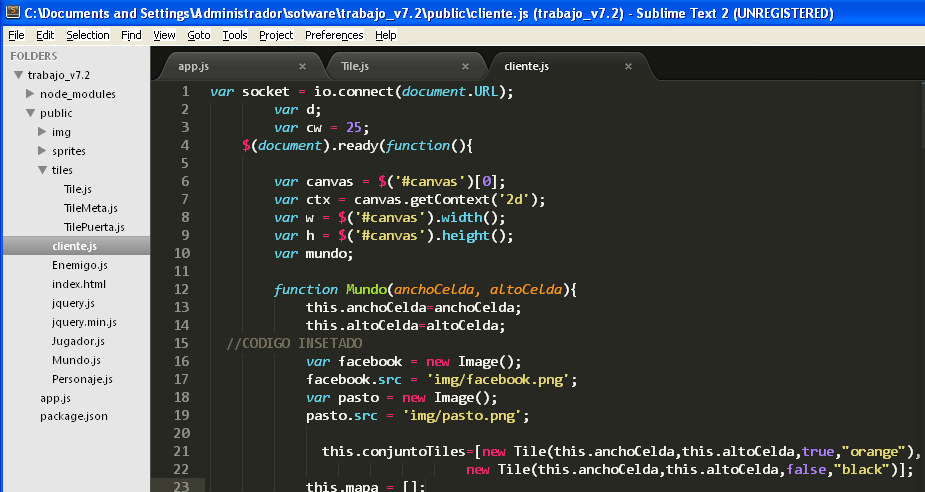 C:\Documents and Settings\Administrador\sotware\trabajo_v7.2\public\cliente.js (trabajo_v7.2) - Sublime Text 2 (UNREGISTERED)
File Edit Selection Find View Goto Tools Project Preferences Help
FOLDERS
trabajo_v7.2
node_modules
public
img
sprites
tiles
Tile.js
TileMeta.js
TilePuerta.js
cliente.js
Enemigo.js
index.html
jquery.js
jquery.min.js
Jugador.js
Mundo.js
Personaje.js
app.js
package.json
app.js × Tile.js × cliente.js ×
1 var socket = io.connect(document.URL);
2 var d;
3 var cw = 25;
4 $(document).ready(function(){
5
6 var canvas = $('#canvas')[0];
7 var ctx = canvas.getContext('2d');
8 var w = $('#canvas').width();
9 var h = $('#canvas').height();
10 var mundo;
11
12 function Mundo(anchoCelda, altoCelda){
13 this.anchoCelda=anchoCelda;
14 this.altoCelda=altoCelda;
15 //CODIGO INSETADO
16 var facebook = new Image();
17 facebook.src = 'img/facebook.png';
18 var pasto = new Image();
19 pasto.src = 'img/pasto.png';
20
21 this.conjuntoTiles=[new Tile(this.anchoCelda,this.altoCelda,true,"orange"),
22 new Tile(this.anchoCelda,this.altoCelda,false,"black")];
23 this.mapa = [];